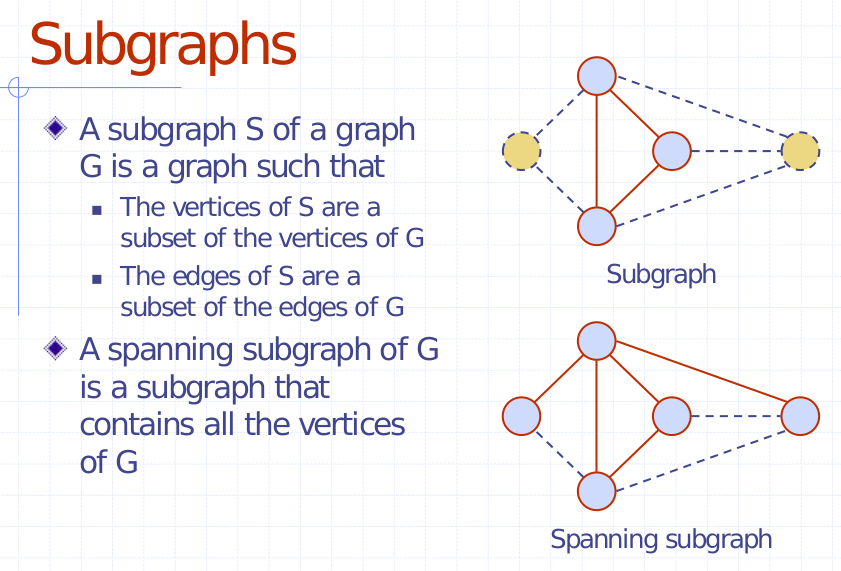 Subgraphs
A subgraph S of a graph
G is a graph such that
The vertices of S are a
subset of the vertices of G
The edges of S are a
subset of the edges of G
A spanning subgraph of G
is a subgraph that
contains all the vertices
of G
Subgraph
Spanning subgraph